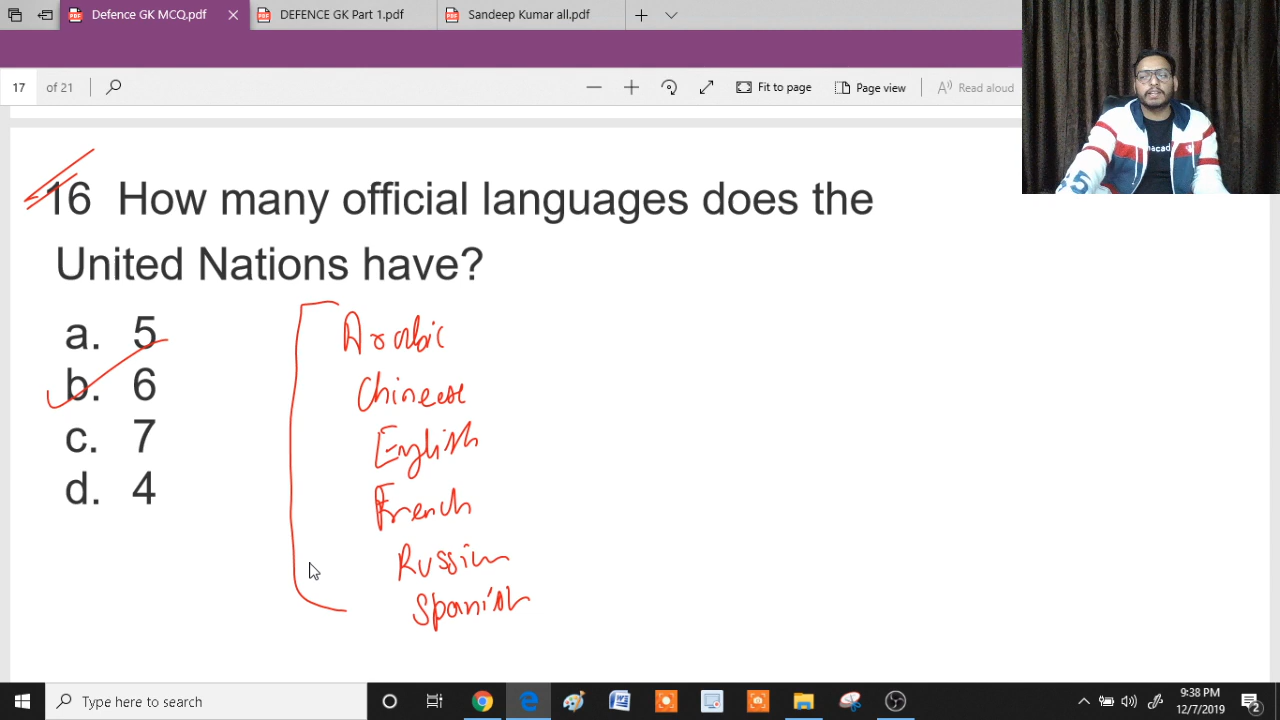 Defence GK MCQ.pdf
DEFENCE GK Part 1.pdf
Sandeep Kumar all.pdf
17 of 21
Fit to page
Page view
Read aloud
16 How many official languages does the
United Nations have?
a. 5
b. 6
c. 7
d. 4
Arabic
Chineese
English
French
Russian
Spanish
Type here to search
9:38 PM
12/7/2019
2